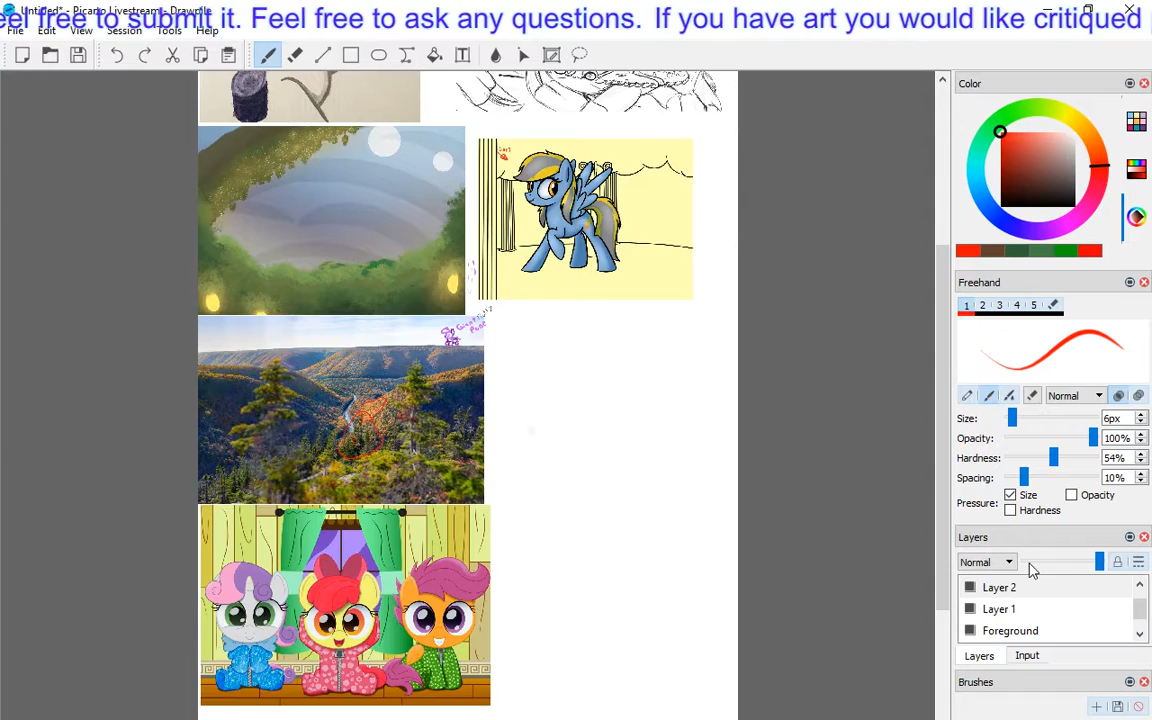 Untitled* - Picarto Livestream - Drawpile
eel free to submit it. Feel free to ask any questions. If you have art you would like critiqued
File Edit View Session Tools Help
Color
Freehand
1 2 3 4 5
Normal
Size: 6px
Opacity: 100%
Hardness: 54%
Spacing: 10%
Pressure: Size Opacity
Hardness
Layers
Normal
Layer 2
Layer 1
Foreground
Layers Input
Brushes